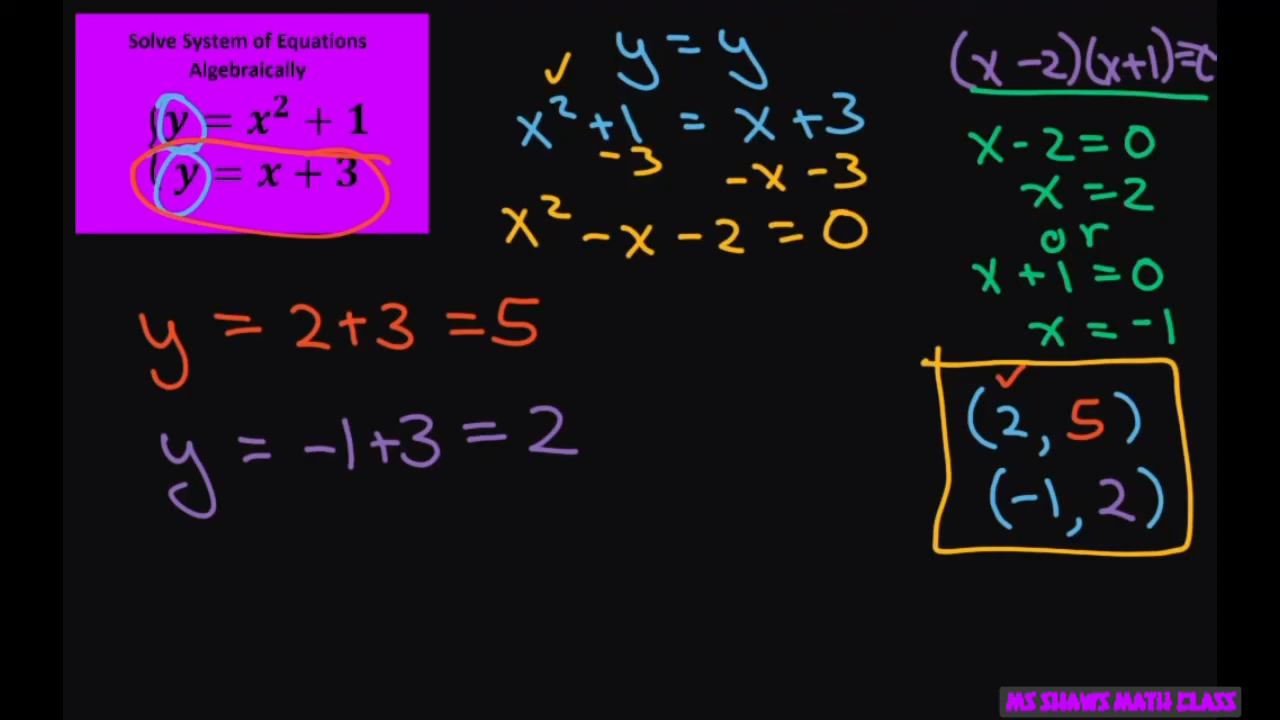 Solve System of Equations
Algebraically
y = x² + 1
y = x + 3
y = y
✓
x² + 1 = x + 3
-3 -x -3
x² - x - 2 = 0
(x - 2)(x + 1) = 0
x - 2 = 0
x = 2
or
x + 1 = 0
x = -1
y = 2 + 3 = 5
y = -1 + 3 = 2
✓
(2, 5)
(-1, 2)
MS SHAWS MATH CLASS